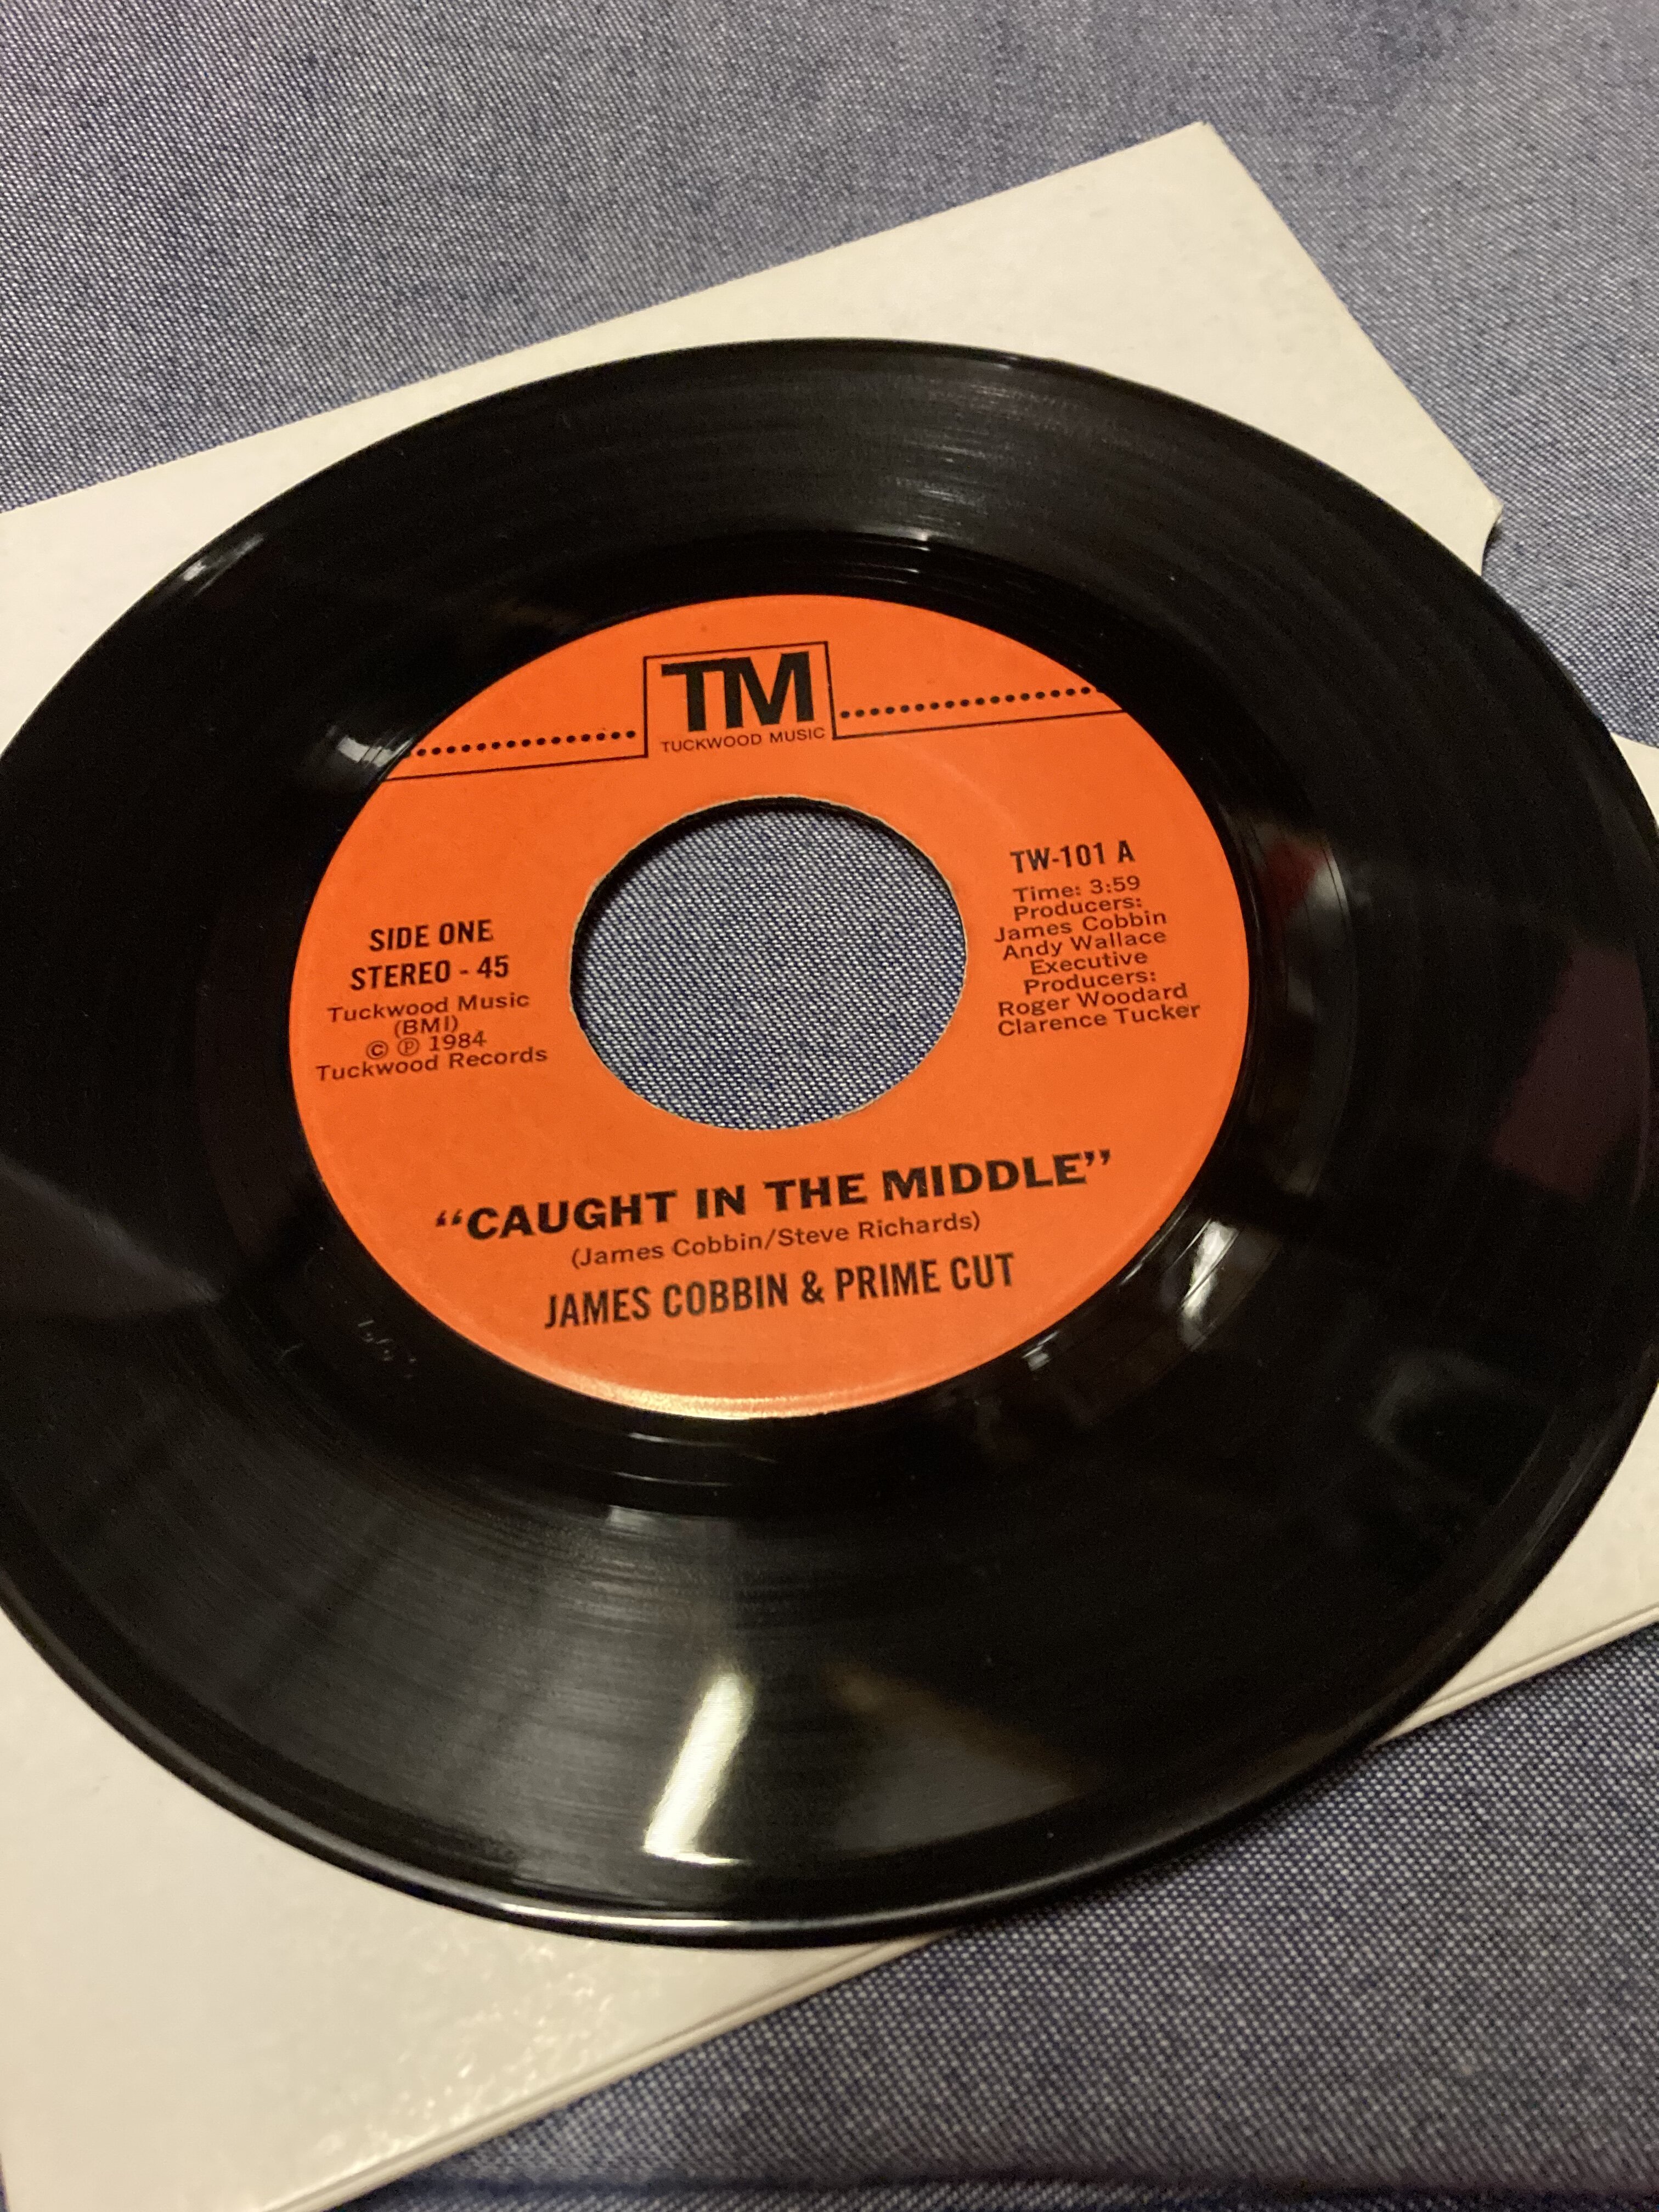 TM
TUCKWOOD MUSIC
SIDE ONE
STEREO - 45
Tuckwood Music
(BMI)
© ℗ 1984
Tuckwood Records
TW-101 A
Time: 3:59
Producers:
James Cobbin
Andy Wallace
Executive
Producers:
Roger Woodard
Clarence Tucker
“CAUGHT IN THE MIDDLE”
(James Cobbin/Steve Richards)
JAMES COBBIN & PRIME CUT